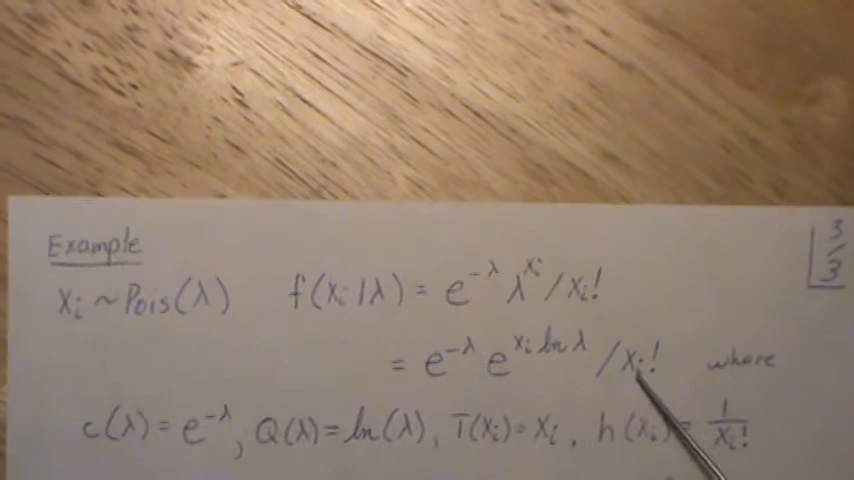 Example
3/3
xᵢ ~ Pois(λ) f(xᵢ|λ) = e^{-λ} λ^{xᵢ} / xᵢ!
= e^{-λ} e^{xᵢ ln λ} / xᵢ! where
c(λ) = e^{-λ}, Q(λ) = ln(λ), T(xᵢ) = xᵢ, h(xᵢ) = 1/xᵢ!